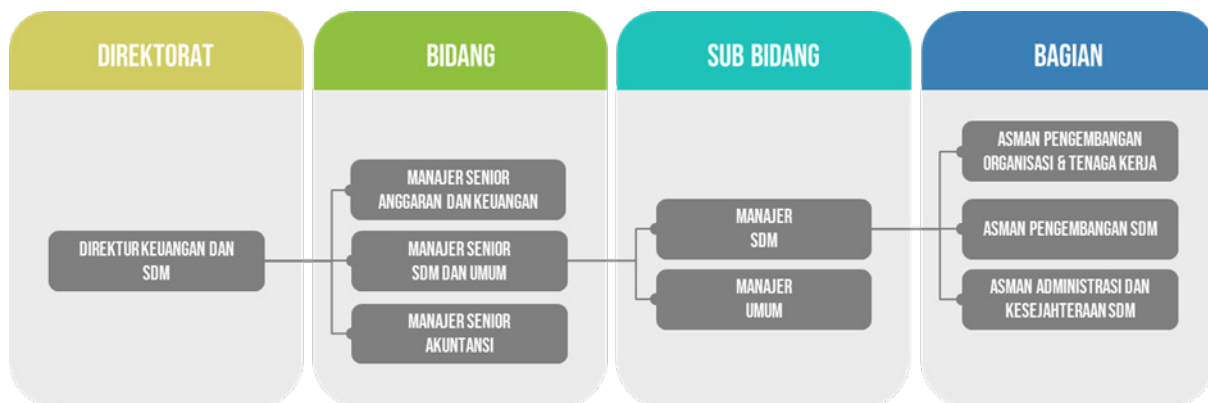 DIREKTORAT
BIDANG
SUB BIDANG
BAGIAN
DIREKTUR KEUANGAN DAN
SDM
MANAJER SENIOR
ANGGARAN DAN KEUANGAN
MANAJER SENIOR
SDM DAN UMUM
MANAJER SENIOR
AKUNTANSI
MANAJER
SDM
MANAJER
UMUM
ASMAN PENGEMBANGAN
ORGANISASI & TENAGA KERJA
ASMAN PENGEMBANGAN SDM
ASMAN ADMINISTRASI DAN
KESEJAHTERAAN SDM